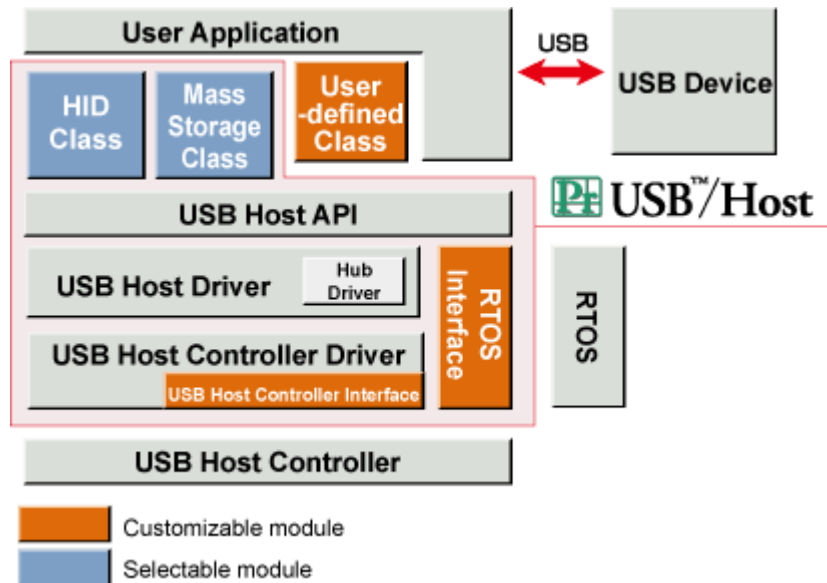 User Application
USB
USB Device
HID
Class
Mass
Storage
Class
User
-defined
Class
USB Host API
Pf USB™/Host
USB Host Driver
Hub
Driver
RTOS
Interface
RTOS
USB Host Controller Driver
USB Host Controller Interface
USB Host Controller
Customizable module
Selectable module